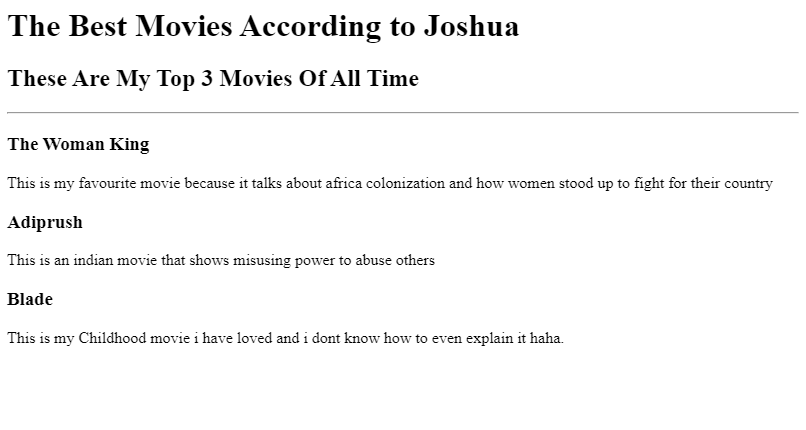 The Best Movies According to Joshua
These Are My Top 3 Movies Of All Time
The Woman King
This is my favourite movie because it talks about africa colonization and how women stood up to fight for their country
Adiprush
This is an indian movie that shows misusing power to abuse others
Blade
This is my Childhood movie i have loved and i dont know how to even explain it haha.